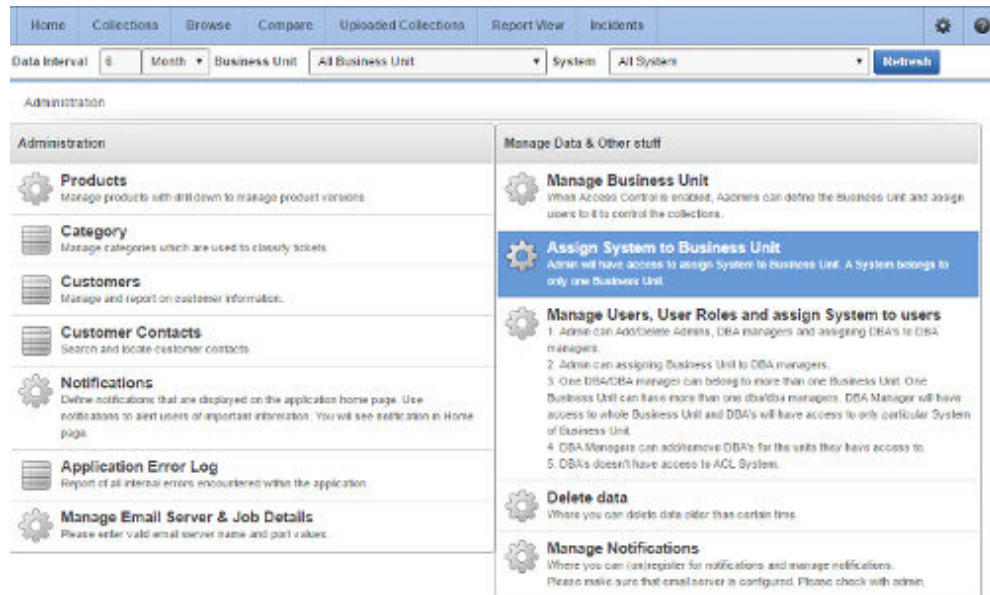 Home Collections Browse Compare Uploaded Collections Report View Incidents
Data Interval 6 Month Business Unit All Business Unit System All System Refresh
Administration
Administration
Products
Manage products with drill down to manage product versions
Category
Manage categories which are used to classify tickets.
Customers
Manage and report on customer information.
Customer Contacts
Search and locate customer contacts
Notifications
Define notifications that are displayed on the application home page. Use
notifications to alert users of important information. You will see notification in Home
page.
Application Error Log
Report of all internal errors encountered within the application
Manage Email Server & Job Details
Please enter valid email server name and port values.
Manage Data & Other stuff
Manage Business Unit
When Access Control is enabled, Aadmins can define the Business Unit and assign
users to it to control the collections.
Assign System to Business Unit
Admin will have access to assign System to Business Unit. A System belongs to
only one Business Unit.
Manage Users, User Roles and assign System to users
1. Admin can Add/Delete Admins, DBA managers and assigning DBA's to DBA
managers.
2. Admin can assigning Business Unit to DBA managers.
3. One DBA/DBA manager can belong to more than one Business Unit. One
Business Unit can have more than one dba/dba managers. DBA Manager will have
access to whole Business Unit and DBA's will have access to only particular System
of Business Unit
4. DBA Managers can add/remove DBA's for the units they have access to.
5. DBA's doesn't have access to ACL System.
Delete data
Where you can delete data older than certain time.
Manage Notifications
Where you can (un)register for notifications and manage notifications.
Please make sure that email server is configured. Please check with admin.